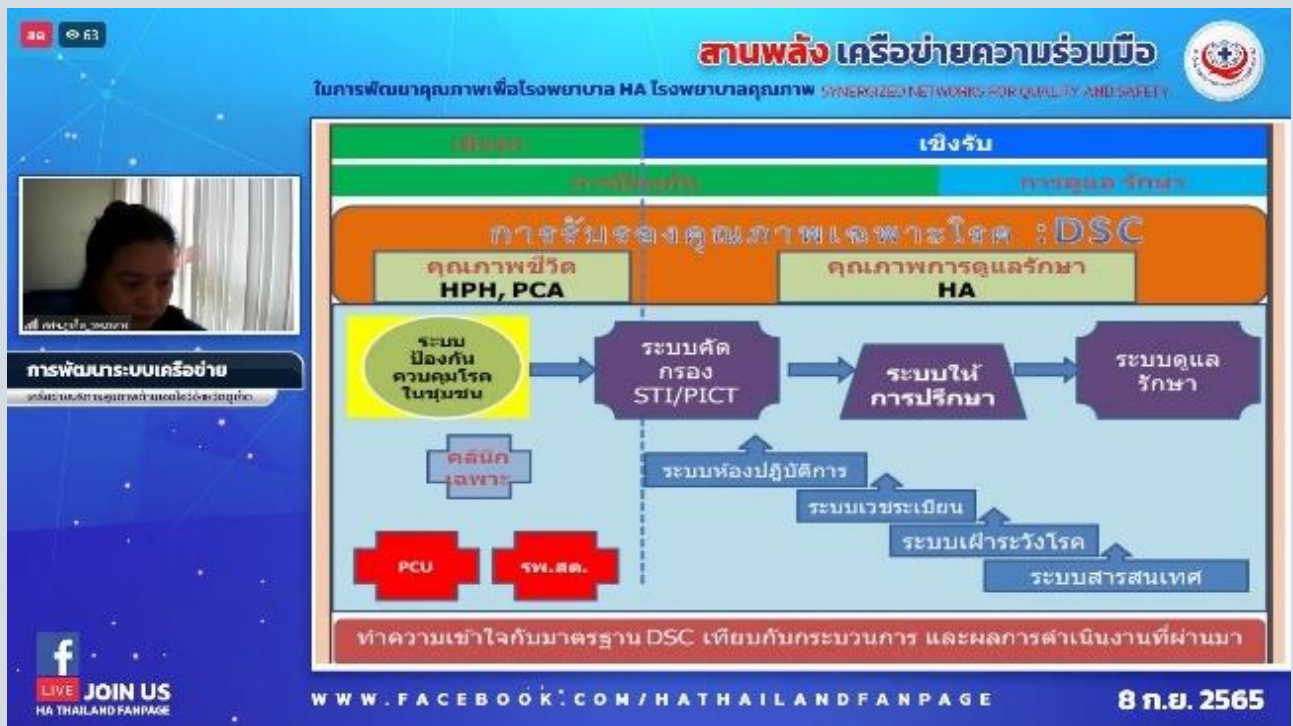 สด 63
สานพลัง เครือข่ายความร่วมมือ
ในการพัฒนาคุณภาพเพื่อโรงพยาบาล HA โรงพยาบาลคุณภาพ SYNERGIZED NETWORKS FOR QUALITY AND SAFETY
เชิงรุก เชิงรับ
การป้องกัน การดูแล รักษา
การรับรองคุณภาพเฉพาะโรค :DSC
คุณภาพชีวิต
HPH, PCA
คุณภาพการดูแลรักษา
HA
ระบบ
ป้องกัน
ควบคุมโรค
ในชุมชน
ระบบคัด
กรอง
STI/PICT
ระบบให้
การปรึกษา
ระบบดูแล
รักษา
คลินิก
เฉพาะ
ระบบห้องปฏิบัติการ
ระบบเวชระเบียน
ระบบเฝ้าระวังโรค
ระบบสารสนเทศ
PCU
รพ.สต.
ทำความเข้าใจกับมาตรฐาน DSC เทียบกับกระบวนการ และผลการดำเนินงานที่ผ่านมา
การพัฒนาระบบเครือข่าย
f
LIVE JOIN US
HA THAILAND FANPAGE
WWW.FACEBOOK.COM/HATHAILANDFANPAGE
8 ก.ย. 2565